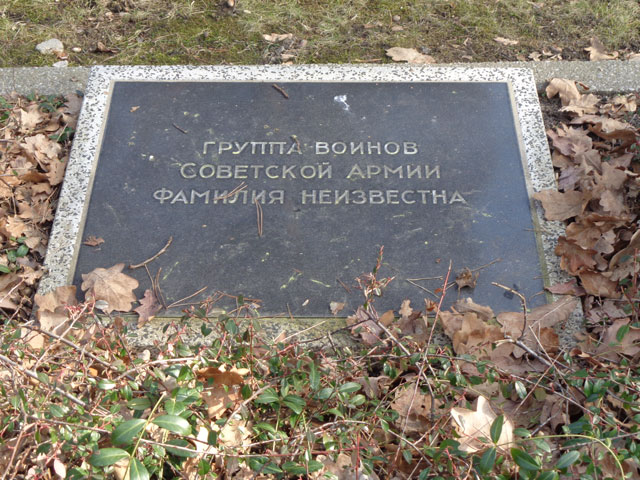 ГРУППА ВОИНОВ
СОВЕТСКОЙ АРМИИ
ФАМИЛИЯ НЕИЗВЕСТНА